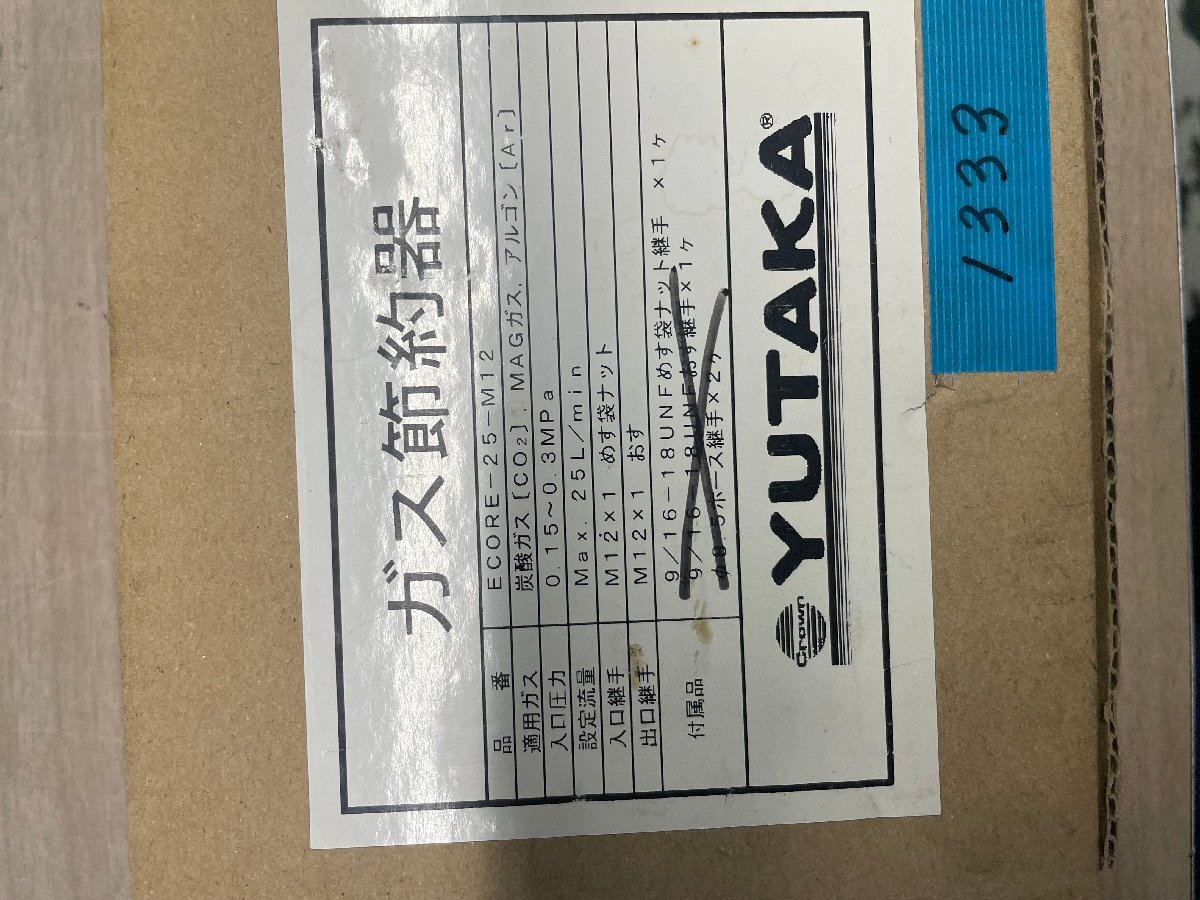 ガス節約器
品番 ECORE-25-M12
適用ガス 炭酸ガス[CO₂], MAGガス, アルゴン[Ar]
入口圧力 0.15~0.3MPa
設定流量 Max. 25L/min
入口継手 M12×1 めす袋ナット
出口継手 M12×1 おす
付属品 9/16-18UNFめす袋ナット継手 ×1ケ
9/16-18UNFおす継手×1ケ
ホース継手×2ケ
Crown YUTAKA®
1333